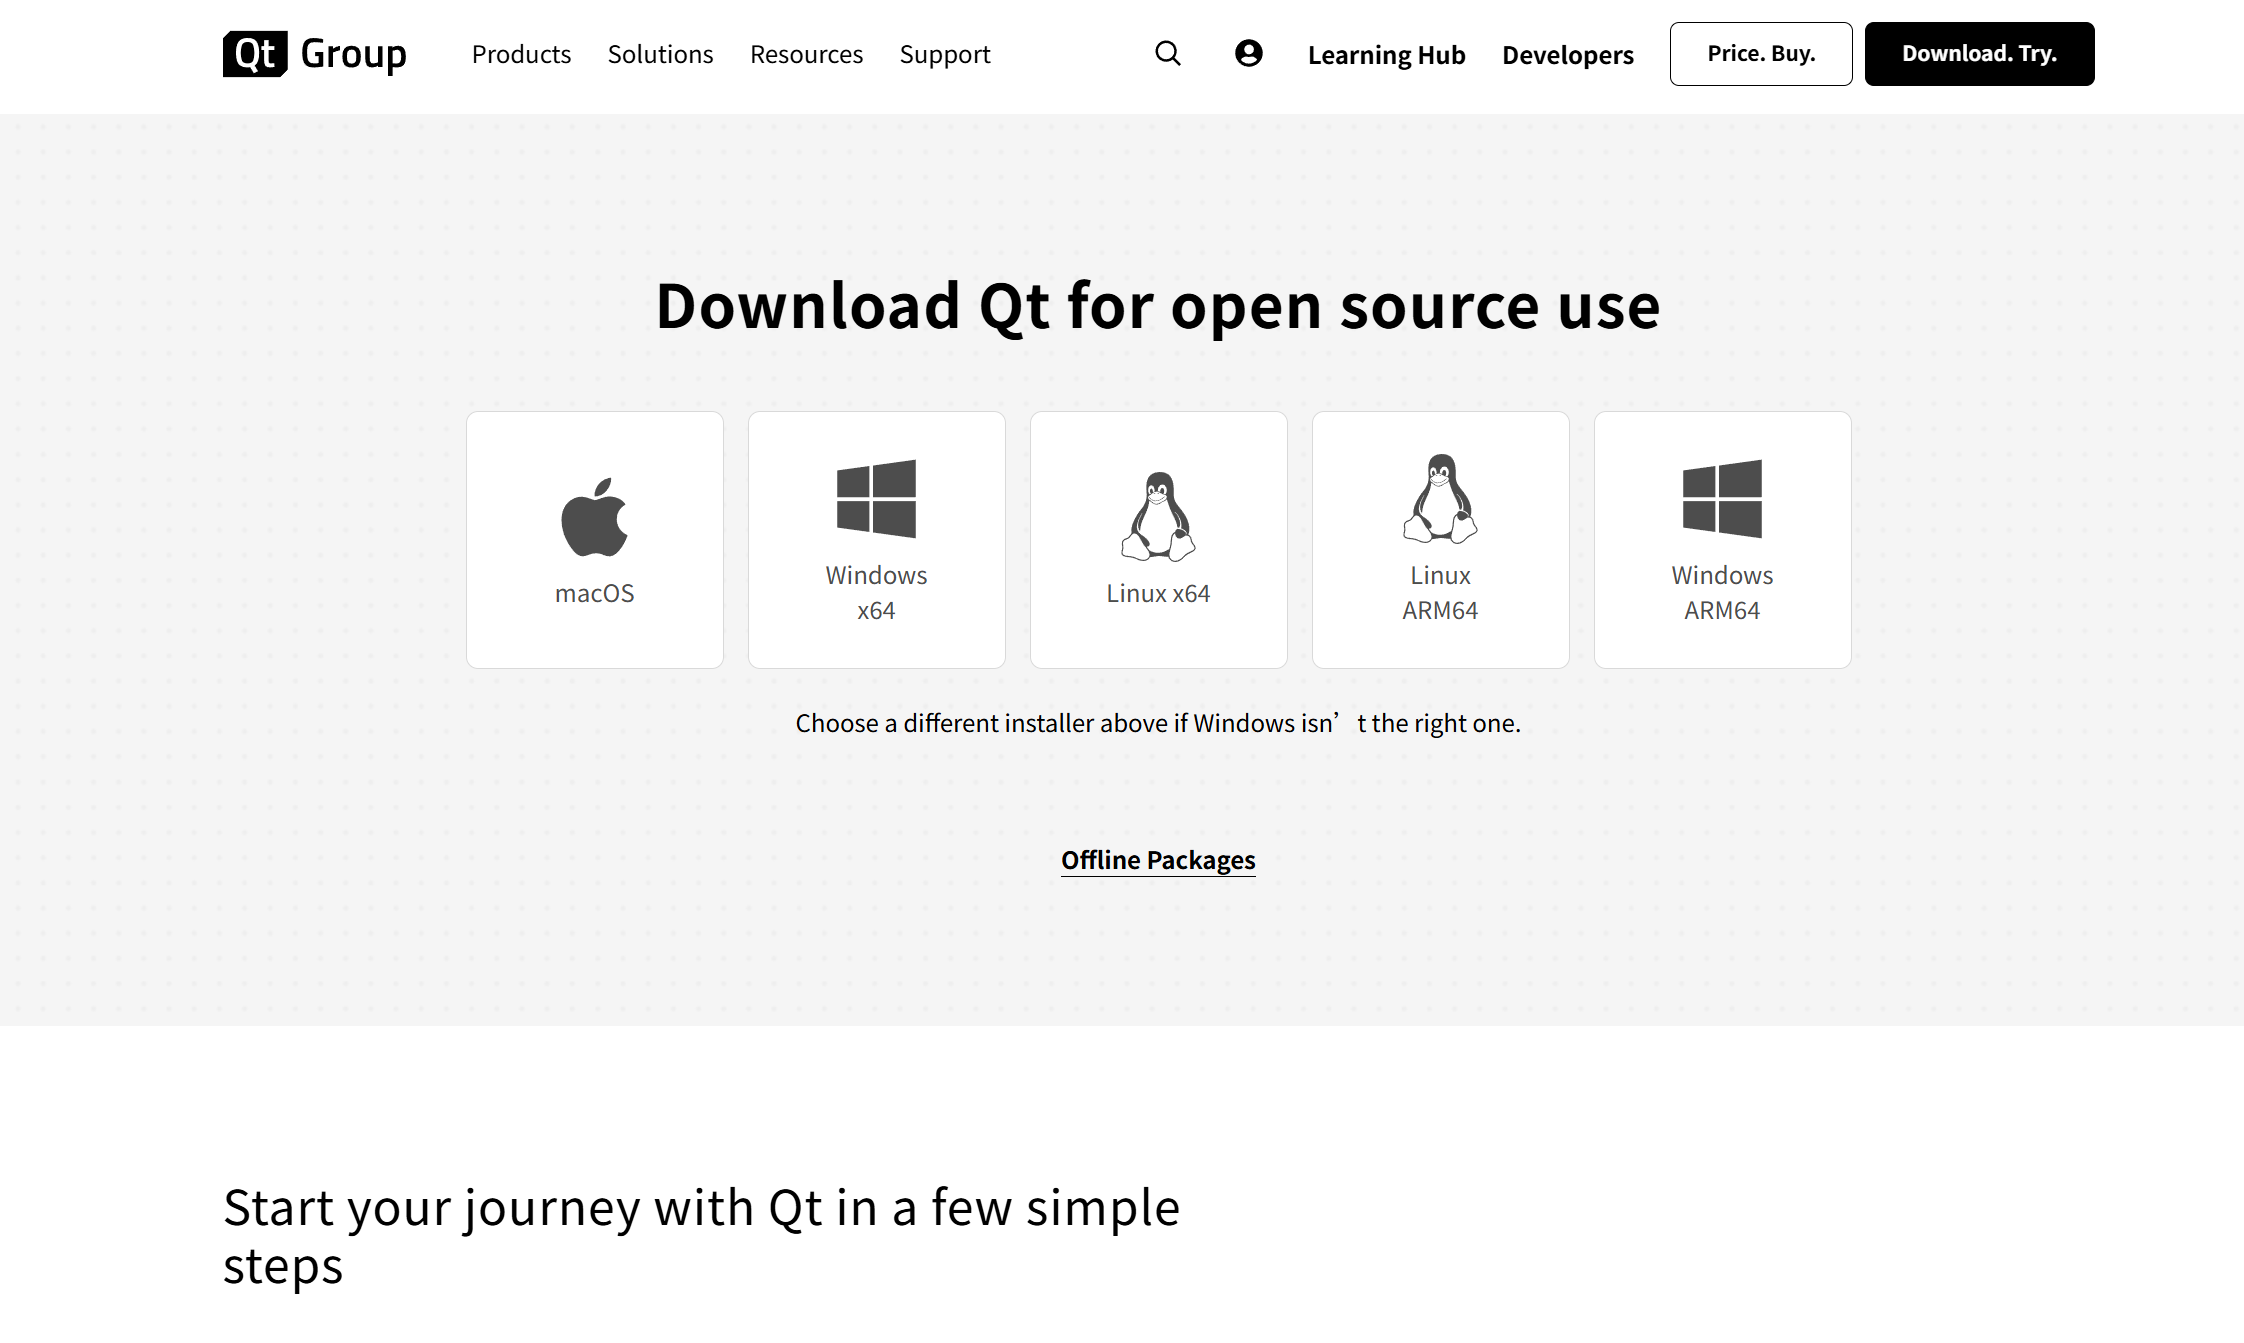 Qt Group
Products Solutions Resources Support Learning Hub Developers Price. Buy. Download. Try.
Download Qt for open source use
macOS
Windows
x64
Linux x64
Linux
ARM64
Windows
ARM64
Choose a different installer above if Windows isn’t the right one.
Offline Packages
Start your journey with Qt in a few simple
steps